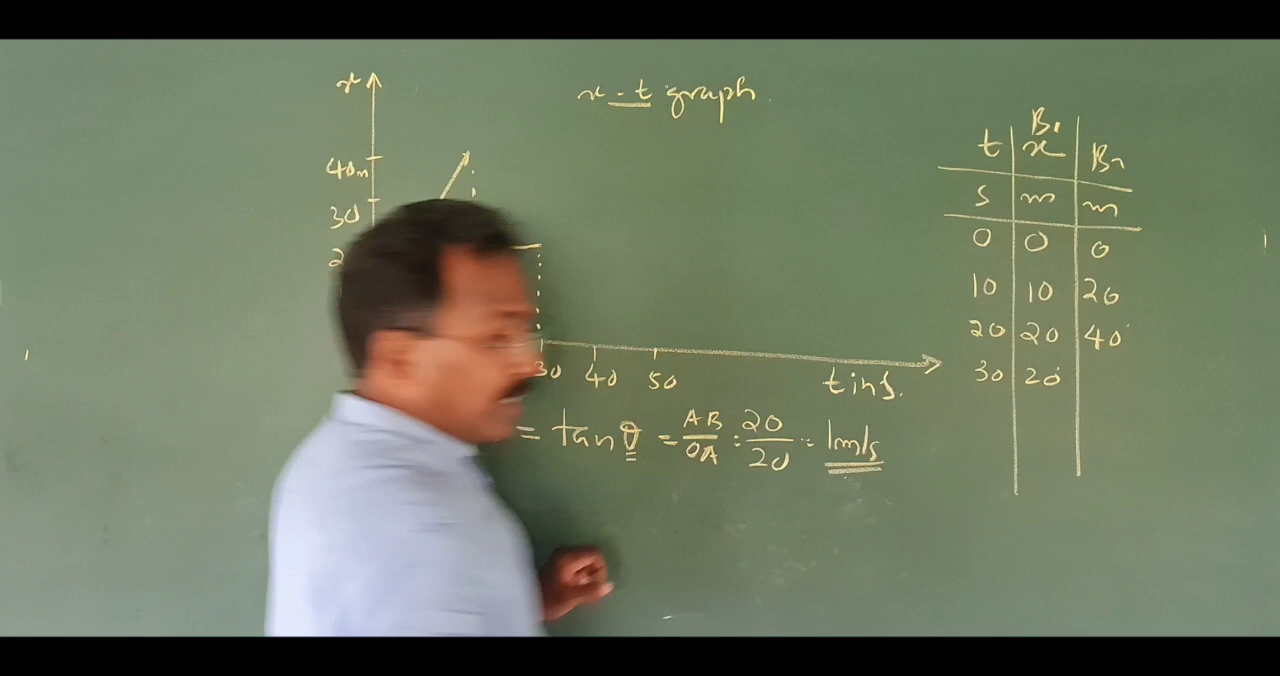 x - t graph
x
40m
30
2
30 40 50
t in s.
= tan θ = AB/OA = 20/20 = 1m/s
t | B1 x | B2
s | m | m
0 | 0 | 0
10 | 10 | 20
20 | 20 | 40
30 | 20